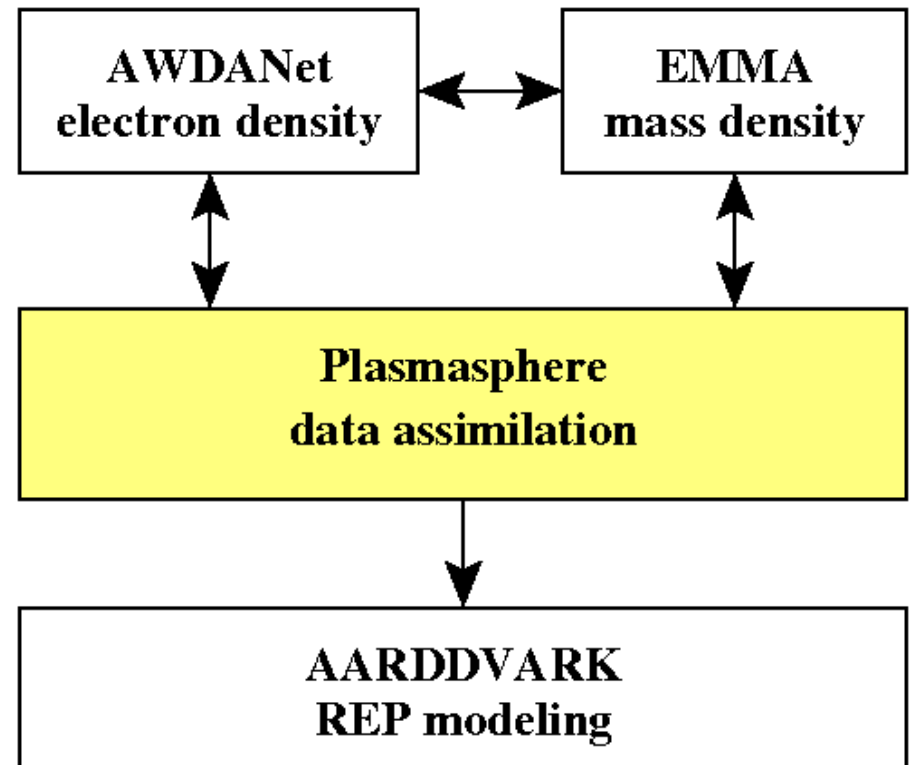 AWDANet
electron density
EMMA
mass density
Plasmasphere
data assimilation
AARDDVARK
REP modeling